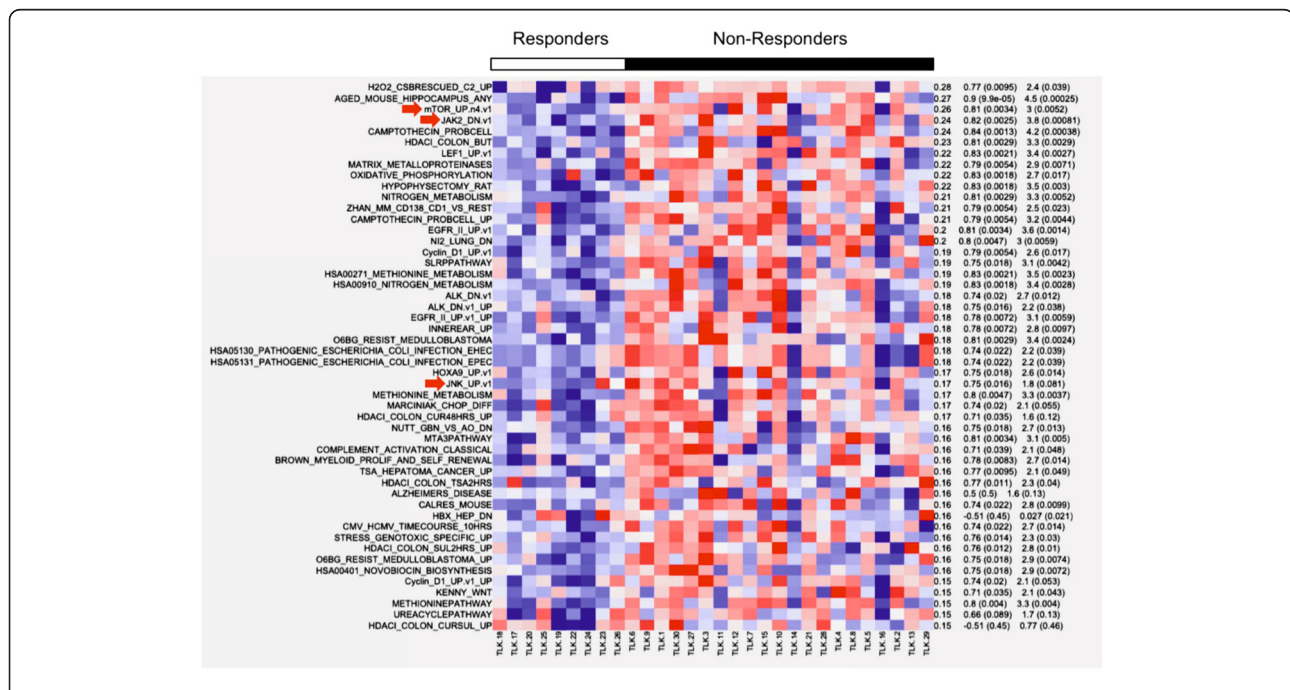 Responders Non-Responders
H2O2_CSBRESCUED_C2_UP 0.28 0.77 (0.0095) 2.4 (0.039)
AGED_MOUSE_HIPPOCAMPUS_ANY 0.27 0.9 (9.9e-05) 4.5 (0.00025)
mTOR_UP.n4.v1 0.26 0.81 (0.0034) 3 (0.0052)
JAK2_DN.v1 0.24 0.82 (0.0025) 3.8 (0.00081)
CAMPTOTHECIN_PROBCELL 0.24 0.84 (0.0013) 4.2 (0.00038)
HDACI_COLON_BUT 0.23 0.81 (0.0029) 3.3 (0.0029)
LEF1_UP.v1 0.22 0.83 (0.0021) 3.4 (0.0027)
MATRIX_METALLOPROTEINASES 0.22 0.79 (0.0054) 2.9 (0.0071)
OXIDATIVE_PHOSPHORYLATION 0.22 0.83 (0.0018) 2.7 (0.017)
HYPOPHYSECTOMY_RAT 0.22 0.83 (0.0018) 3.5 (0.003)
NITROGEN_METABOLISM 0.21 0.81 (0.0029) 3.3 (0.0052)
ZHAN_MM_CD138_CD1_VS_REST 0.21 0.79 (0.0054) 2.5 (0.023)
CAMPTOTHECIN_PROBCELL_UP 0.21 0.79 (0.0054) 3.2 (0.0044)
EGFR_II_UP.v1 0.2 0.81 (0.0034) 3.6 (0.0014)
NI2_LUNG_DN 0.2 0.8 (0.0047) 3 (0.0059)
Cyclin_D1_UP.v1 0.19 0.79 (0.0054) 2.6 (0.017)
SLRPPATHWAY 0.19 0.75 (0.018) 3.1 (0.0042)
HSA00271_METHIONINE_METABOLISM 0.19 0.83 (0.0021) 3.5 (0.0023)
HSA00910_NITROGEN_METABOLISM 0.19 0.83 (0.0018) 3.4 (0.0028)
ALK_DN.v1 0.18 0.74 (0.02) 2.7 (0.012)
ALK_DN.v1_UP 0.18 0.75 (0.016) 2.2 (0.038)
EGFR_II_UP.v1_UP 0.18 0.78 (0.0072) 3.1 (0.0059)
INNEREAR_UP 0.18 0.78 (0.0072) 2.8 (0.0097)
O6BG_RESIST_MEDULLOBLASTOMA 0.18 0.81 (0.0029) 3.4 (0.0024)
HSA05130_PATHOGENIC_ESCHERICHIA_COLI_INFECTION_EHEC 0.18 0.74 (0.022) 2.2 (0.039)
HSA05131_PATHOGENIC_ESCHERICHIA_COLI_INFECTION_EPEC 0.18 0.74 (0.022) 2.2 (0.039)
HOXA9_UP.v1 0.17 0.75 (0.018) 2.6 (0.014)
JNK_UP.v1 0.17 0.75 (0.016) 1.8 (0.081)
METHIONINE_METABOLISM 0.17 0.8 (0.0047) 3.3 (0.0037)
MARCINIAK_CHOP_DIFF 0.17 0.74 (0.02) 2.1 (0.055)
HDACI_COLON_CUR48HRS_UP 0.17 0.71 (0.035) 1.6 (0.12)
NUTT_GBN_VS_AO_DN 0.16 0.75 (0.018) 2.7 (0.013)
MTA3PATHWAY 0.16 0.81 (0.0034) 3.1 (0.005)
COMPLEMENT_ACTIVATION_CLASSICAL 0.16 0.71 (0.039) 2.1 (0.048)
BROWN_MYELOID_PROLIF_AND_SELF_RENEWAL 0.16 0.78 (0.0083) 2.7 (0.014)
TSA_HEPATOMA_CANCER_UP 0.16 0.77 (0.0095) 2.1 (0.049)
HDACI_COLON_TSA2HRS 0.16 0.77 (0.011) 2.3 (0.04)
ALZHEIMERS_DISEASE 0.16 0.5 (0.5) 1.6 (0.13)
CALRES_MOUSE 0.16 0.74 (0.022) 2.8 (0.0099)
HBX_HEP_DN 0.16 -0.51 (0.45) 0.027 (0.021)
CMV_HCMV_TIMECOURSE_10HRS 0.16 0.74 (0.022) 2.7 (0.014)
STRESS_GENOTOXIC_SPECIFIC_UP 0.16 0.76 (0.014) 2.3 (0.03)
HDACI_COLON_SUL2HRS_UP 0.16 0.76 (0.012) 2.8 (0.01)
O6BG_RESIST_MEDULLOBLASTOMA_UP 0.16 0.75 (0.018) 2.9 (0.0074)
HSA00401_NOVOBIOCIN_BIOSYNTHESIS 0.16 0.75 (0.018) 2.9 (0.0072)
Cyclin_D1_UP.v1_UP 0.15 0.74 (0.02) 2.1 (0.053)
KENNY_WNT 0.15 0.71 (0.035) 2.1 (0.043)
METHIONINEPATHWAY 0.15 0.8 (0.004) 3.3 (0.004)
UREACYCLEPATHWAY 0.15 0.66 (0.089) 1.7 (0.13)
HDACI_COLON_CURSUL_UP 0.15 -0.51 (0.45) 0.77 (0.46)
TLK.18 TLK.17 TLK.20 TLK.25 TLK.19 TLK.22 TLK.24 TLK.23 TLK.26 TLK.6 TLK.9 TLK.1 TLK.30 TLK.27 TLK.3 TLK.11 TLK.12 TLK.7 TLK.15 TLK.10 TLK.14 TLK.21 TLK.28 TLK.4 TLK.8 TLK.5 TLK.16 TLK.2 TLK.13 TLK.29